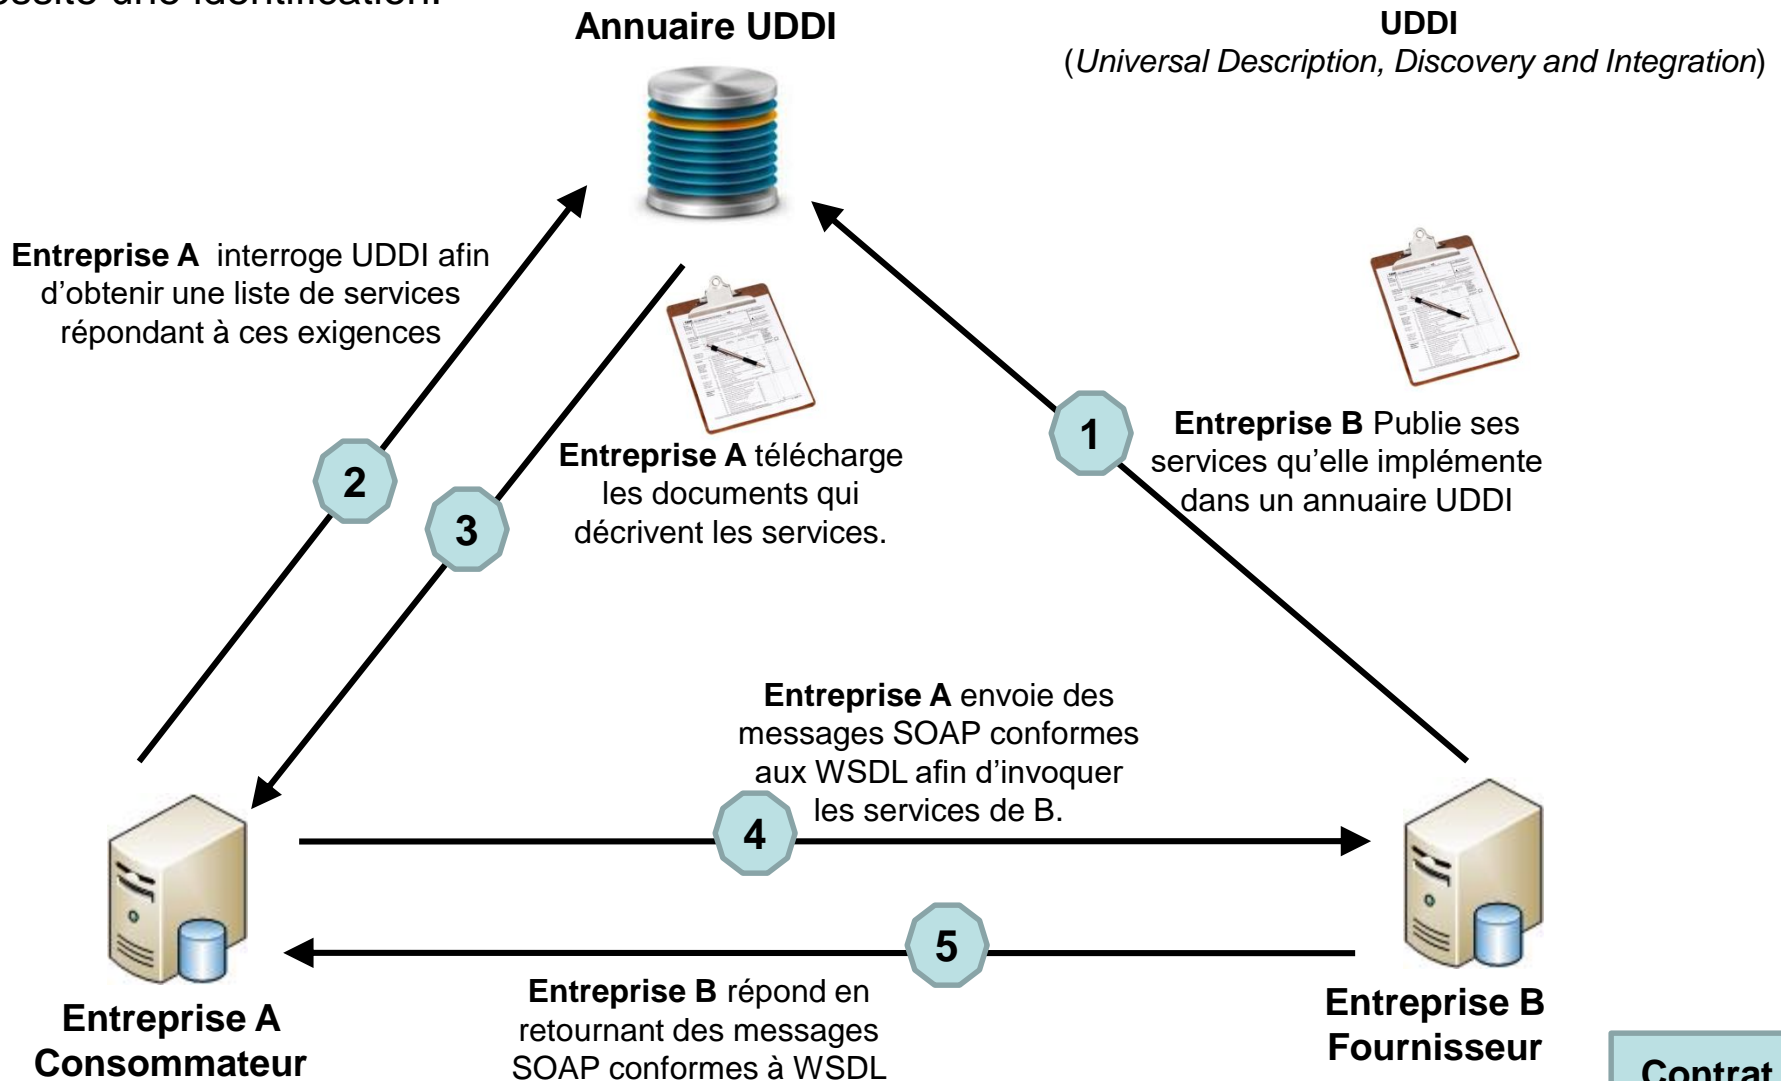 une identification.
Annuaire UDDI
UDDI
(Universal Description, Discovery and Integration)
Entreprise A interroge UDDI afin
d’obtenir une liste de services
répondant à ces exigences
1
Entreprise B Publie ses
services qu’elle implémente
dans un annuaire UDDI
2
3
Entreprise A télécharge
les documents qui
décrivent les services.
Entreprise A envoie des
messages SOAP conformes
aux WSDL afin d’invoquer
les services de B.
4
5
Entreprise B répond en
retournant des messages
SOAP conformes à WSDL
Entreprise A
Consommateur
Entreprise B
Fournisseur
Contrat